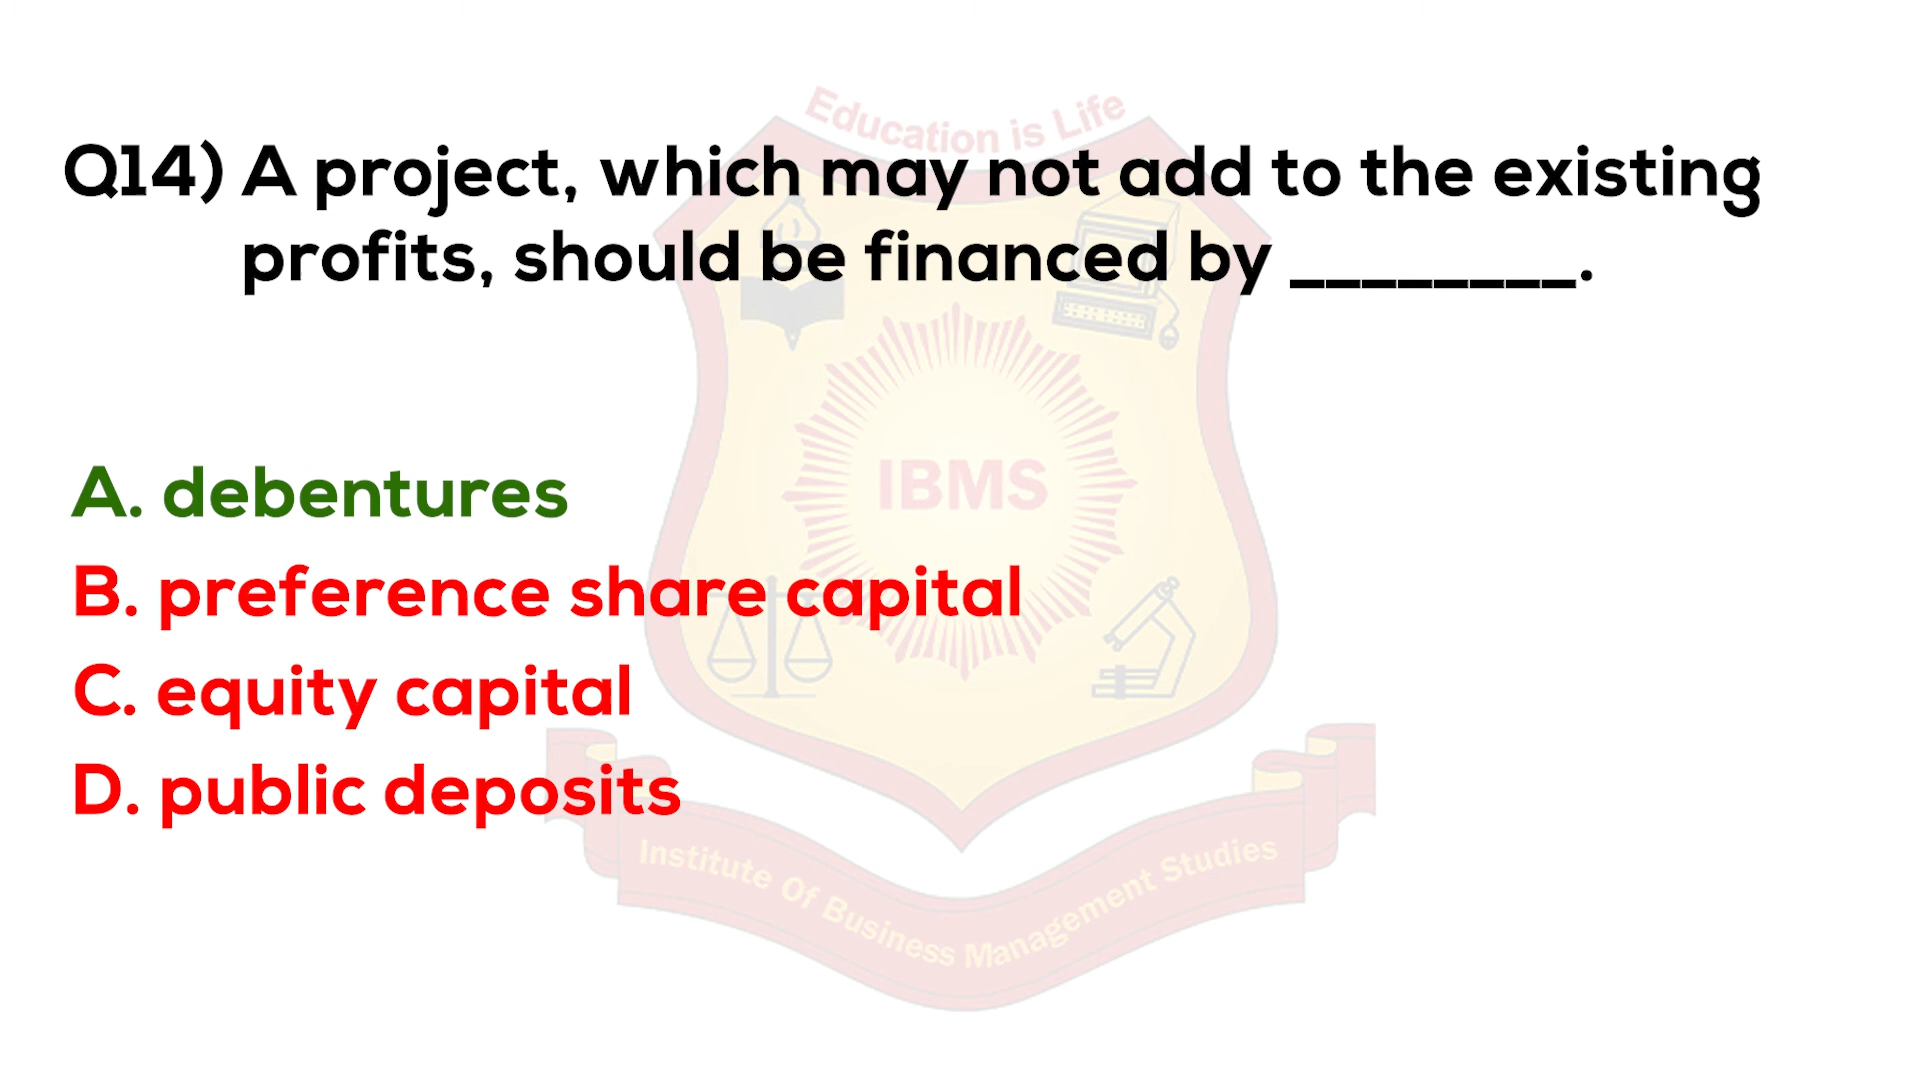 Education is Life
Q14) A project, which may not add to the existing
profits, should be financed by ________.
IBMS
A. debentures
B. preference share capital
C. equity capital
D. public deposits
Institute Of Business Management Studies